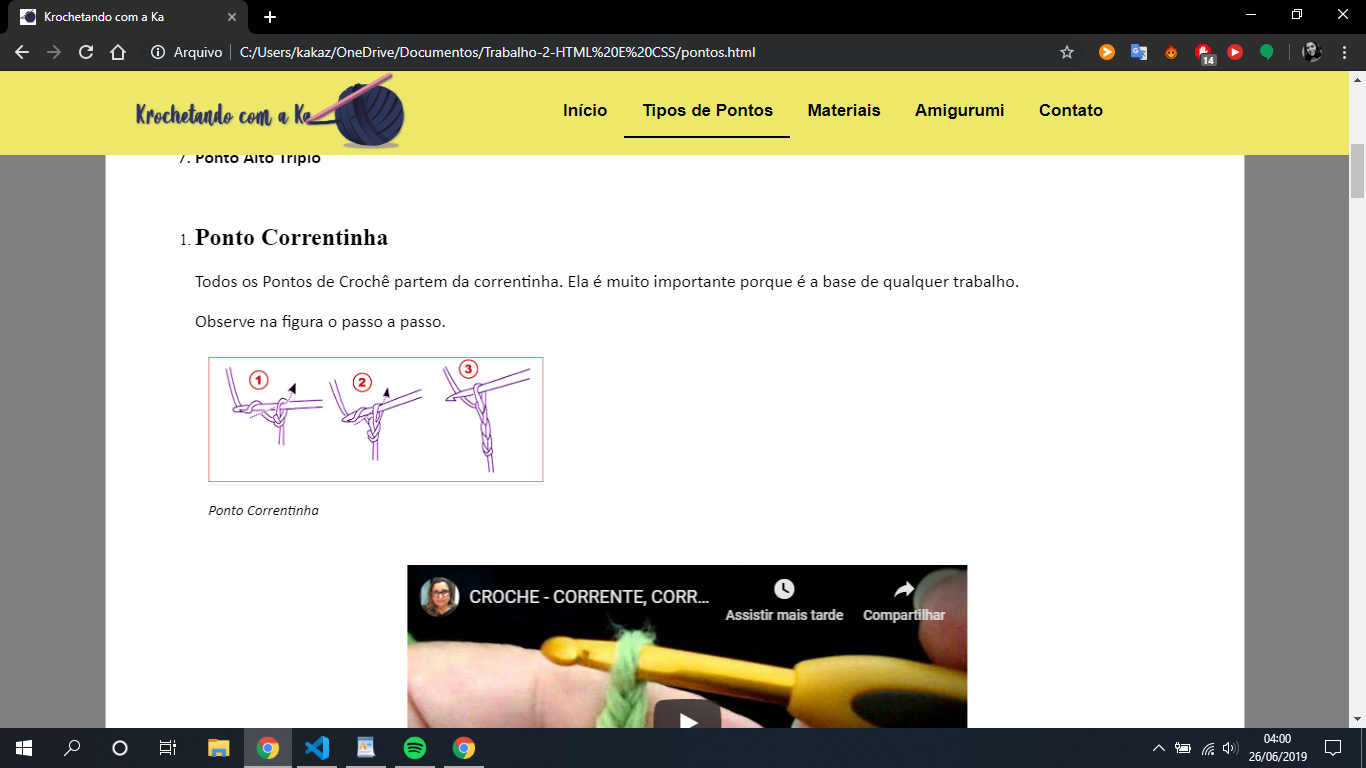 Krochetando com a Ka
Arquivo
C:/Users/kakaz/OneDrive/Documentos/Trabalho-2-HTML%20E%20CSS/pontos.html
14
Krochetando com a Ka
Início
Tipos de Pontos
Materiais
Amigurumi
Contato
7. Ponto Alto Triplo
1. Ponto Correntinha
Todos os Pontos de Crochê partem da correntinha. Ela é muito importante porque é a base de qualquer trabalho.
Observe na figura o passo a passo.
1
2
3
Ponto Correntinha
CROCHE - CORRENTE, CORR...
Assistir mais tarde
Compartilhar
04:00
26/06/2019